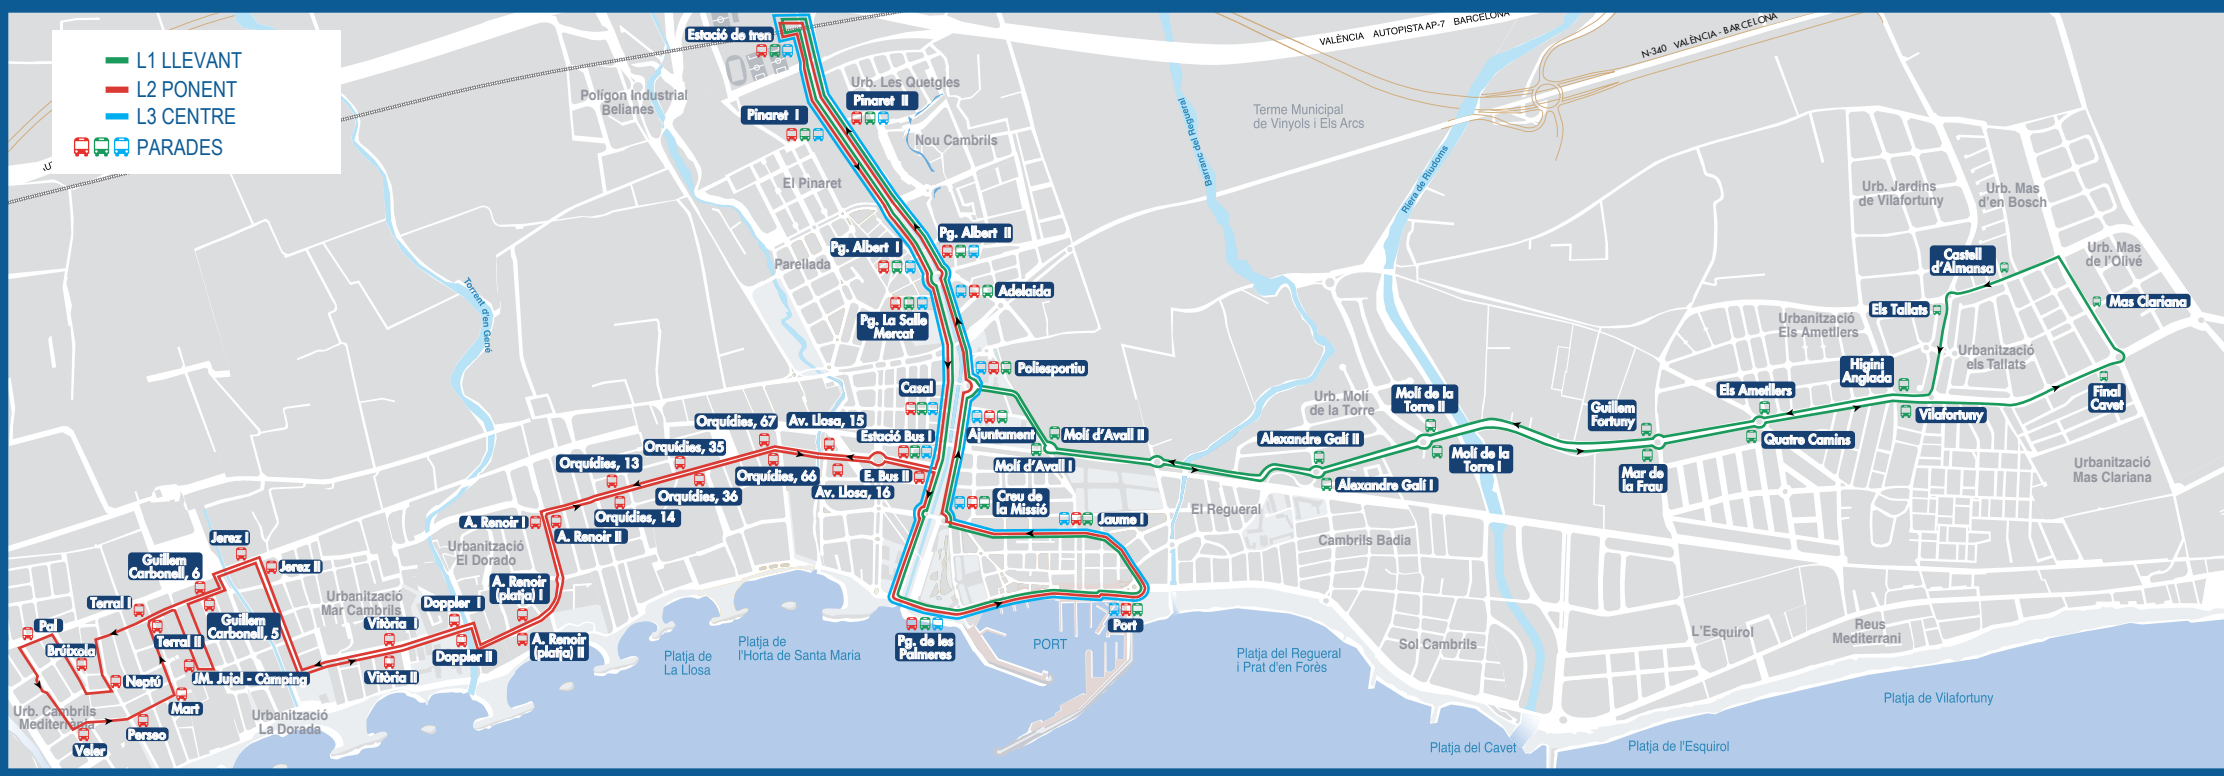 L1 LLEVANT
L2 PONENT
L3 CENTRE
PARADES
Estació de tren
Polígon Industrial
Belianes
Urb. Les Quetgles
Pinaret I
Pinaret II
Nou Cambrils
El Pinaret
VALÈNCIA AUTOPISTA AP-7 BARCELONA
N-340 VALÈNCIA - BARCELONA
Terme Municipal
de Vinyols i Els Arcs
Barranc del Regueral
Riera de Riudoms
Torrent d'en Gené
Parellada
Pg. Albert I
Pg. Albert II
Adelaida
Pg. La Salle
Mercat
Poliesportiu
Casal
Ajuntament
Estació Bus I
E. Bus II
Molí d'Avall II
Molí d'Avall I
Creu de
la Missió
Jaume I
Port
Pg. de les
Palmeres
PORT
Av. Llosa, 15
Av. Llosa, 16
Orquídies, 67
Orquídies, 66
Orquídies, 35
Orquídies, 36
Orquídies, 13
Orquídies, 14
A. Renoir I
A. Renoir II
Urbanització
El Dorado
A. Renoir
(platja) I
A. Renoir
(platja) II
Doppler I
Doppler II
Urbanització
Mar Cambrils
Vitòria I
Vitòria II
Jerez I
Jerez II
Guillem
Carbonell, 6
Guillem
Carbonell, 5
Terral I
Terral II
Pal
Brúixola
Neptú
JM. Jujol - Càmping
Mart
Perseo
Veler
Urb. Cambrils
Mediterrània
Urbanització
La Dorada
Platja de
La Llosa
Platja de
l'Horta de Santa Maria
Urb. Molí
de la Torre
Alexandre Galí II
Alexandre Galí I
Molí de la
Torre II
Molí de la
Torre I
El Regueral
Cambrils Badia
Guillem
Fortuny
Mar de
la Frau
Els Ametllers
Quatre Camins
Higini
Anglada
Vilafortuny
Urbanització
Els Ametllers
Els Tallats
Urbanització
els Tallats
Castell
d'Almansa
Urb. Jardins
de Vilafortuny
Urb. Mas
d'en Bosch
Urb. Mas
de l'Olivé
Mas Clariana
Final
Cavet
Urbanització
Mas Clariana
Sol Cambrils
L'Esquirol
Reus
Mediterrani
Platja del Regueral
i Prat d'en Forès
Platja del Cavet
Platja de l'Esquirol
Platja de Vilafortuny